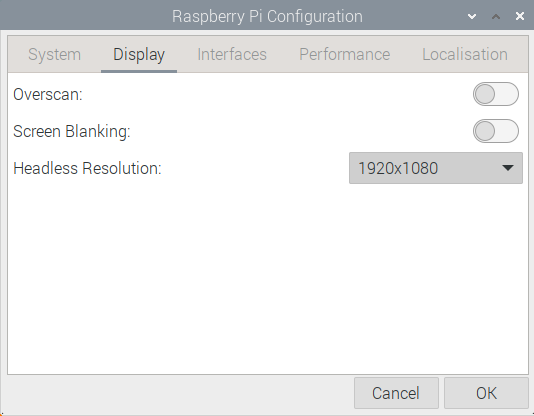 Raspberry Pi Configuration
System Display Interfaces Performance Localisation
Overscan:
Screen Blanking:
Headless Resolution: 1920x1080
Cancel OK